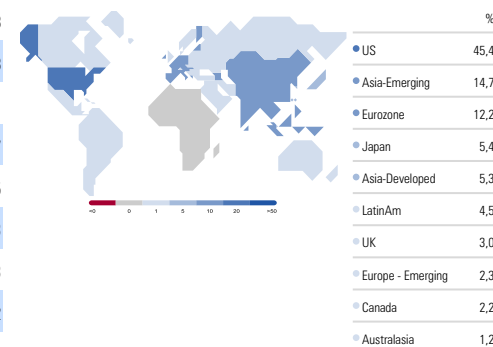 %
US 45,4
Asia-Emerging 14,7
Eurozone 12,2
Japan 5,4
Asia-Developed 5,3
LatinAm 4,5
UK 3,0
Europe - Emerging 2,3
Canada 2,2
Australasia 1,2
<0 0 1 5 10 20 >50